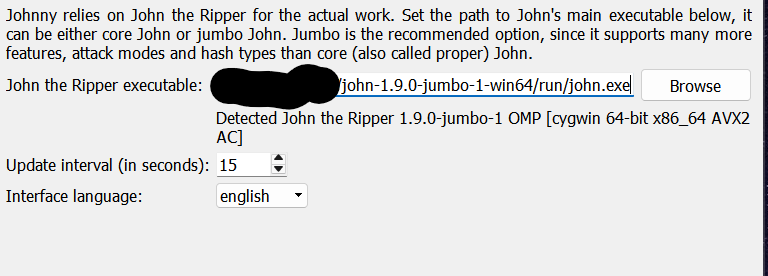 Johnny relies on John the Ripper for the actual work. Set the path to John's main executable below, it
can be either core John or jumbo John. Jumbo is the recommended option, since it supports many more
features, attack modes and hash types than core (also called proper) John.
John the Ripper executable: /john-1.9.0-jumbo-1-win64/run/john.exe Browse
Detected John the Ripper 1.9.0-jumbo-1 OMP [cygwin 64-bit x86_64 AVX2
AC]
Update interval (in seconds): 15
Interface language: english